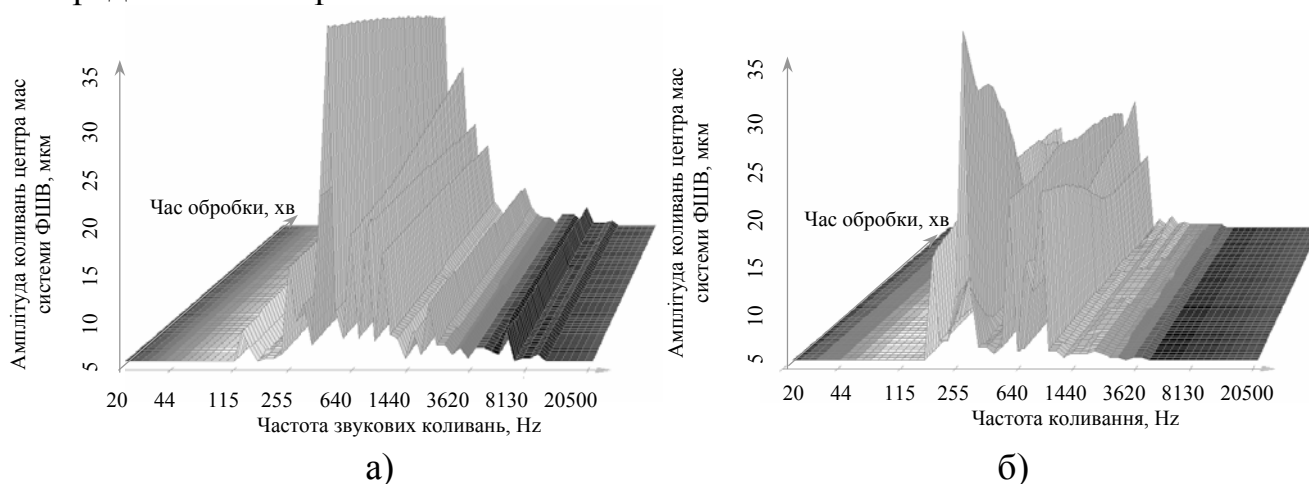 Амплітуда коливань центра мас
системи ФШВ, мкм
35
30
25
20
15
10
5
Час обробки, хв
20 44 115 255 640 1440 3620 8130 20500
Частота звукових коливань, Hz
а)
Амплітуда коливань центра мас
системи ФШВ, мкм
35
30
25
20
15
10
5
Час обробки, хв
20 44 115 255 640 1440 3620 8130 20500
Частота коливання, Hz
б)